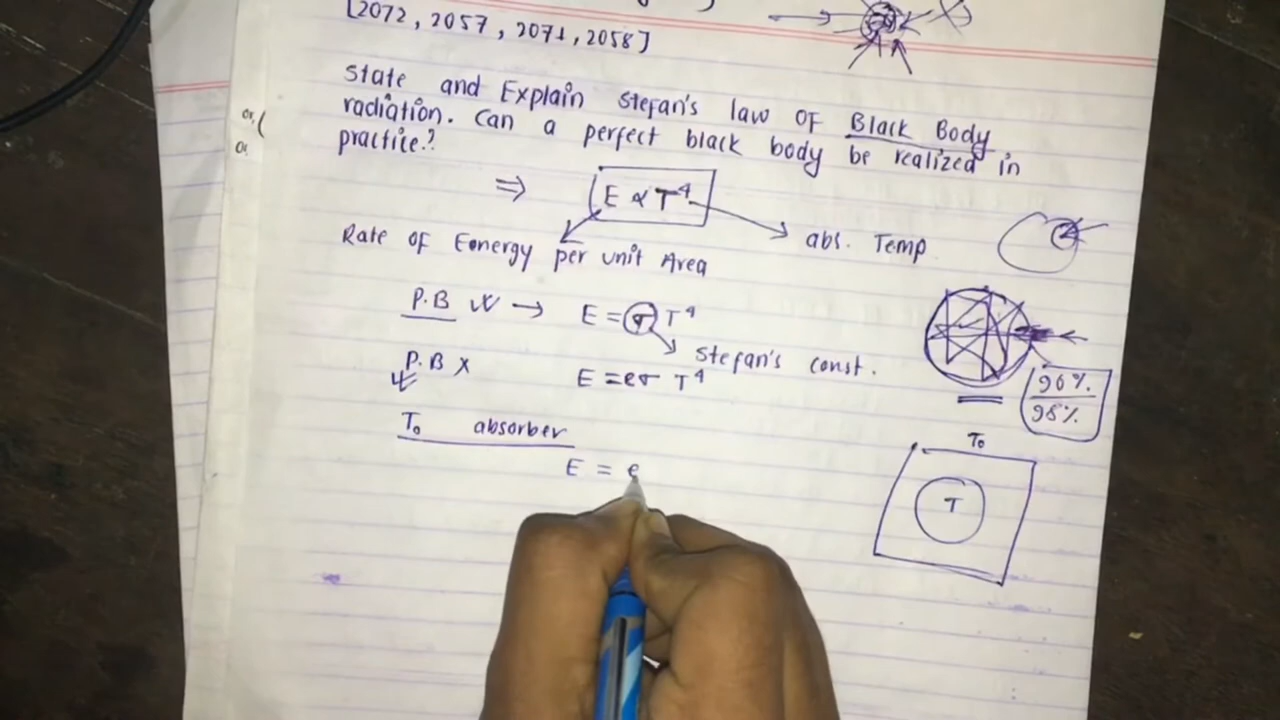 [2072, 2057, 2071, 2058]
State and Explain Stefan's law of Black Body
radiation. Can a perfect black body be realized in
practice.?
⇒ E ∝ T⁴
abs. Temp
Rate of Eenergy per unit Area
P.B → E = σ T⁴
Stefan's const.
P.B X E = eσ T⁴
90%
98%
T₀ absorber
T₀
E = e
T